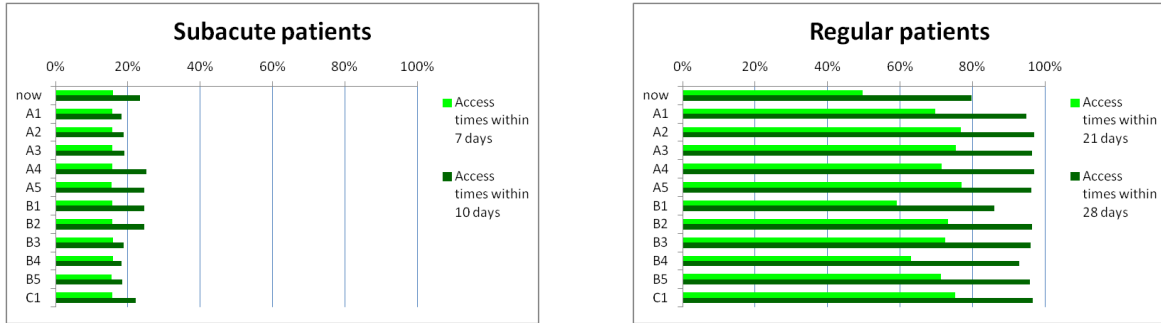 Subacute patients
0% 20% 40% 60% 80% 100%
now
A1
A2
A3
A4
A5
B1
B2
B3
B4
B5
C1
Access
times within
7 days
Access
times within
10 days
Regular patients
0% 20% 40% 60% 80% 100%
now
A1
A2
A3
A4
A5
B1
B2
B3
B4
B5
C1
Access
times within
21 days
Access
times within
28 days